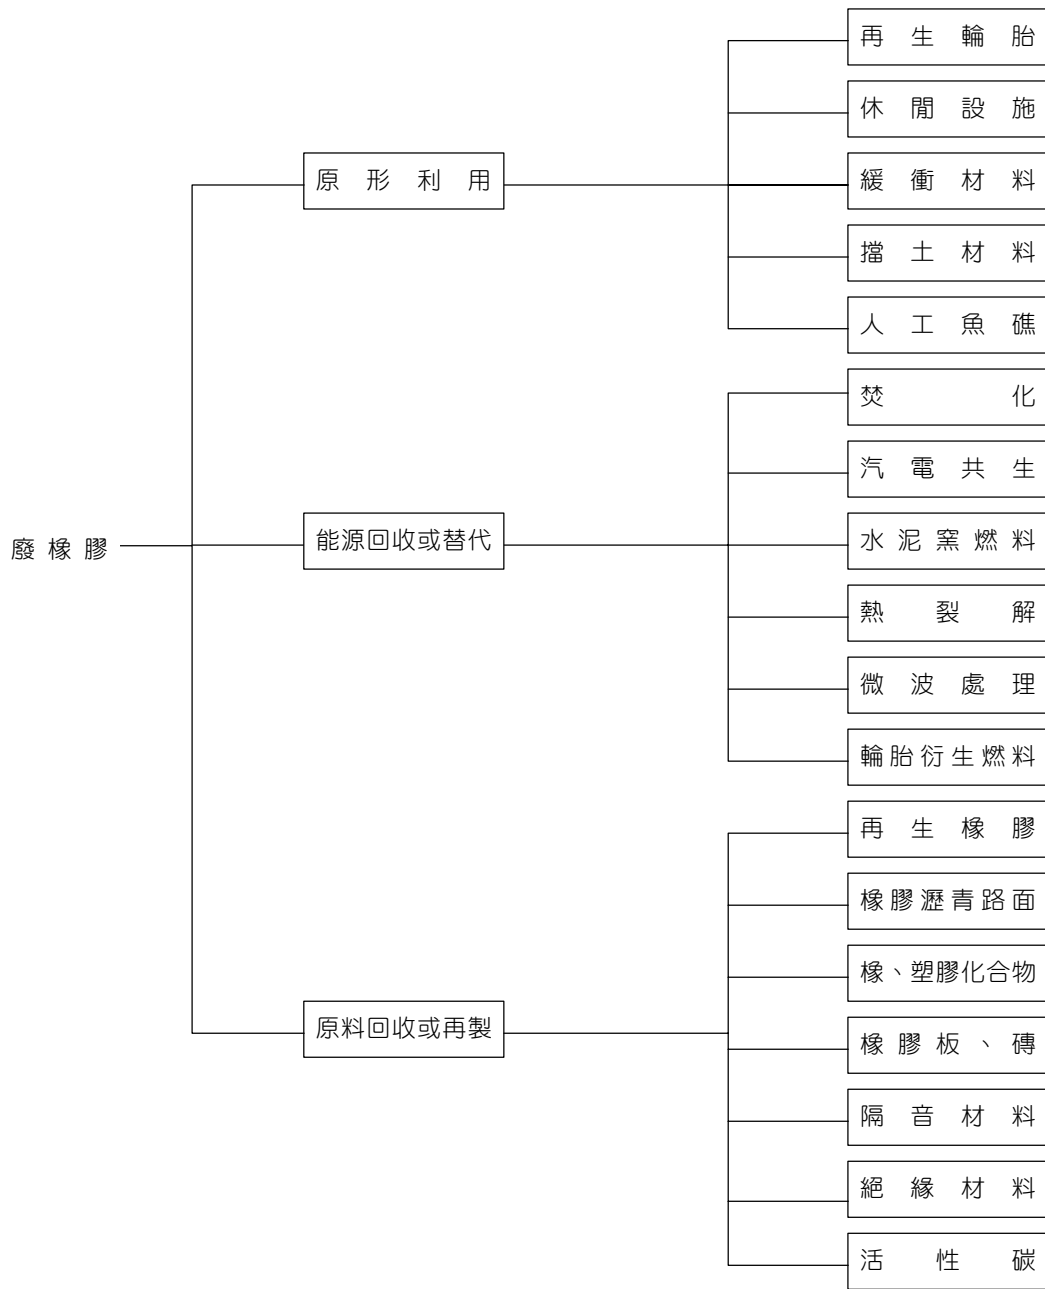 廢橡膠
原形利用
再生輪胎
休閒設施
緩衝材料
擋土材料
人工魚礁
能源回收或替代
焚化
汽電共生
水泥窯燃料
熱裂解
微波處理
輪胎衍生燃料
原料回收或再製
再生橡膠
橡膠瀝青路面
橡、塑膠化合物
橡膠板、磚
隔音材料
絕緣材料
活性碳